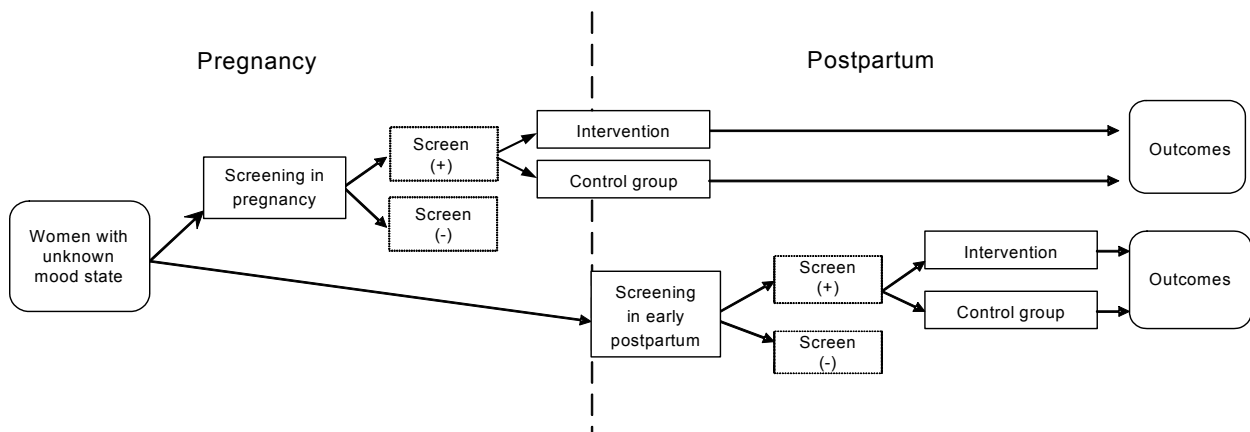 Pregnancy
Postpartum
Intervention
Control group
Outcomes
Screen
(+)
Screening in
pregnancy
Screen
(-)
Women with
unknown
mood state
Screening
in early
postpartum
Screen
(+)
Screen
(-)
Intervention
Control group
Outcomes